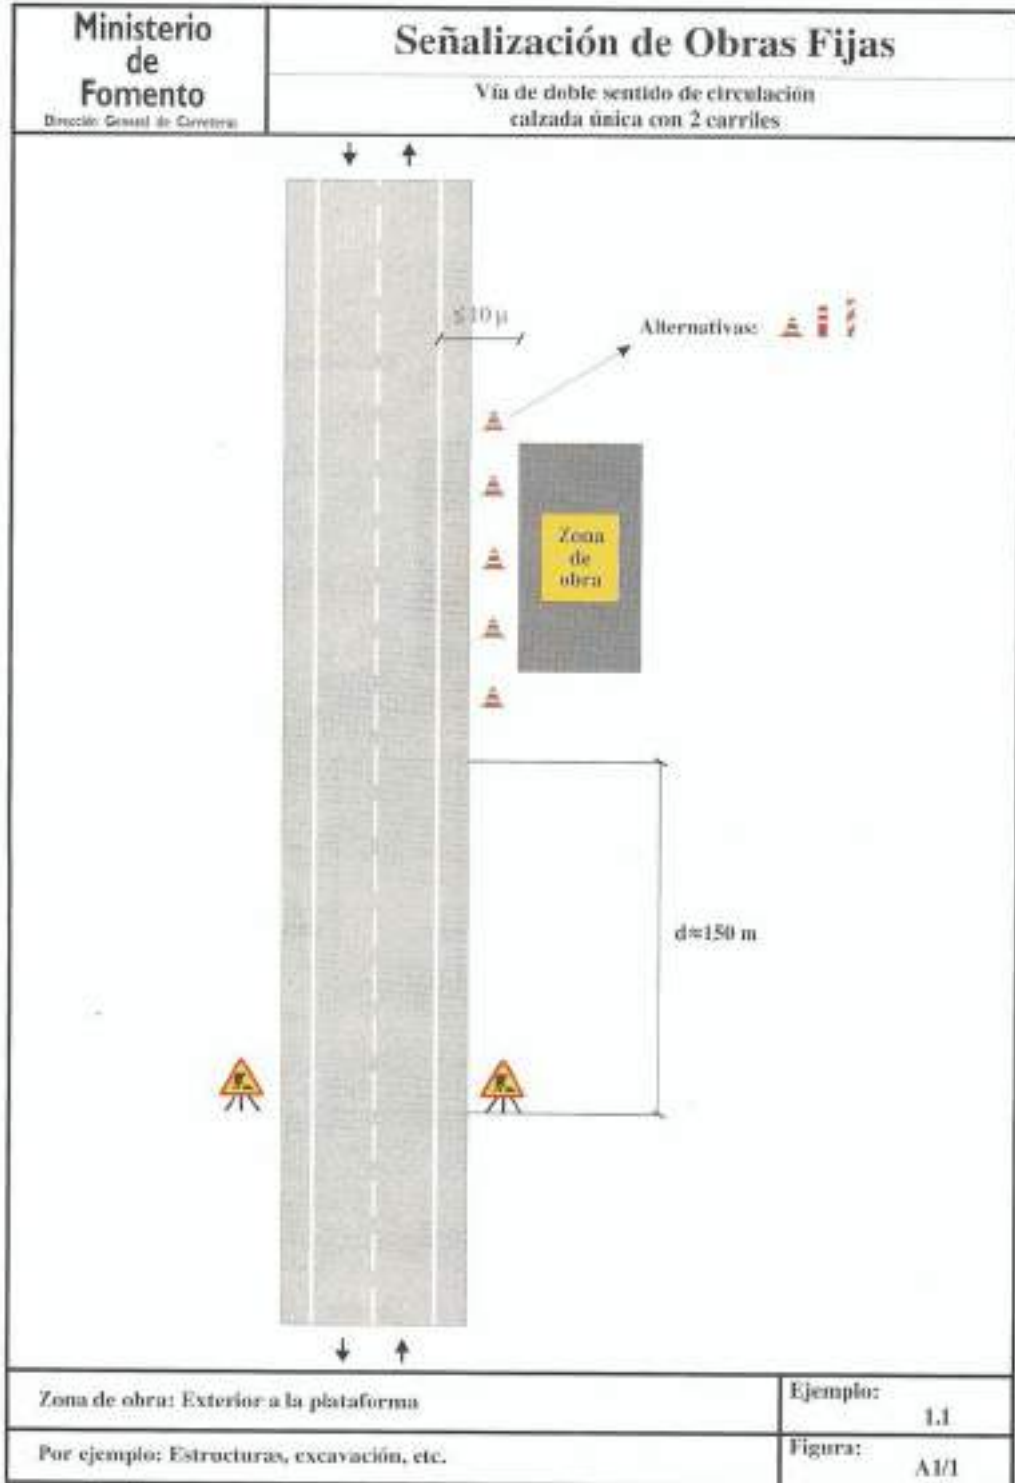 Ministerio
de
Fomento
Dirección General de Carreteras
Señalización de Obras Fijas
Vía de doble sentido de circulación
calzada única con 2 carriles
≤10 μ
Alternativas:
Zona
de
obra
d≈150 m
Zona de obra: Exterior a la plataforma
Ejemplo:
1.1
Por ejemplo: Estructuras, excavación, etc.
Figura:
A1/1